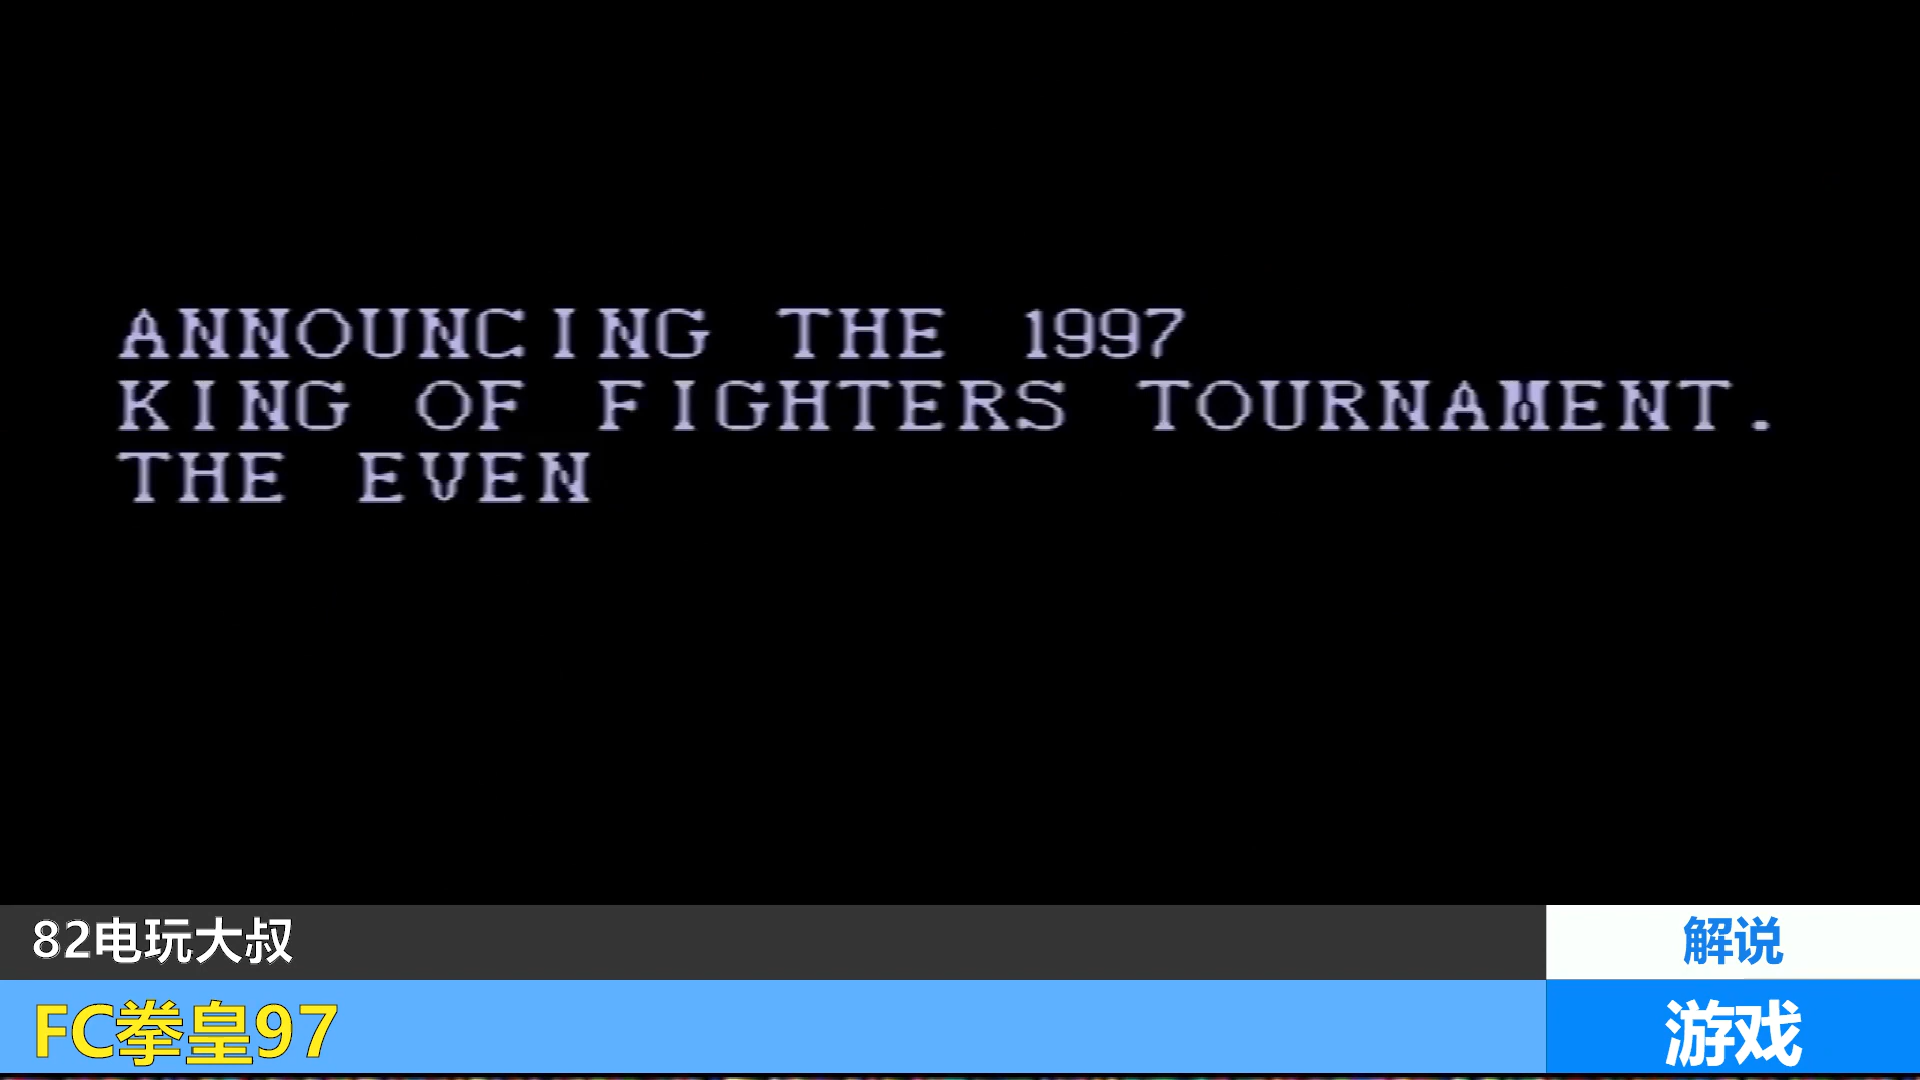 ANNOUNCING THE 1997
KING OF FIGHTERS TOURNAMENT.
THE EVEN
82电玩大叔
解说
FC拳皇97
游戏